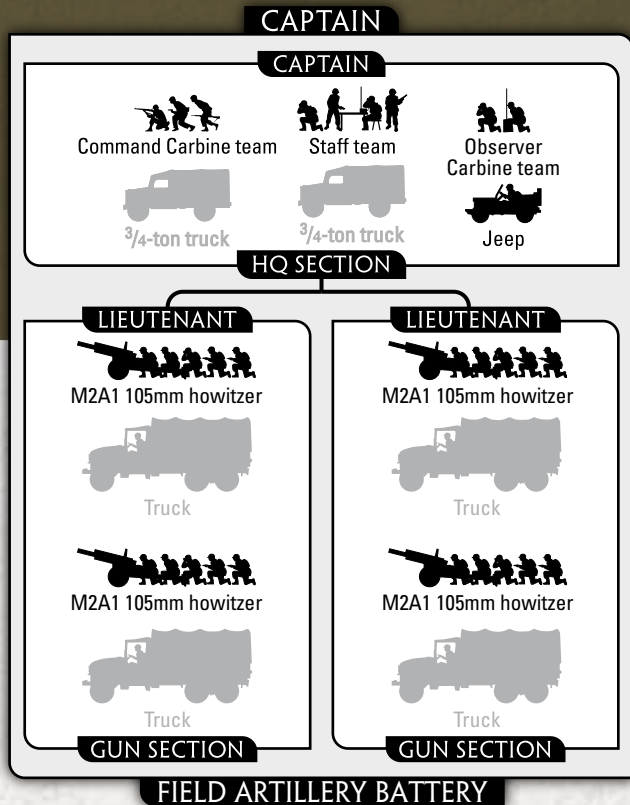 CAPTAIN
CAPTAIN
Command Carbine team
Staff team
Observer
Carbine team
3/4-ton truck
3/4-ton truck
Jeep
HQ SECTION
LIEUTENANT
M2A1 105mm howitzer
Truck
M2A1 105mm howitzer
Truck
GUN SECTION
LIEUTENANT
M2A1 105mm howitzer
Truck
M2A1 105mm howitzer
Truck
GUN SECTION
FIELD ARTILLERY BATTERY